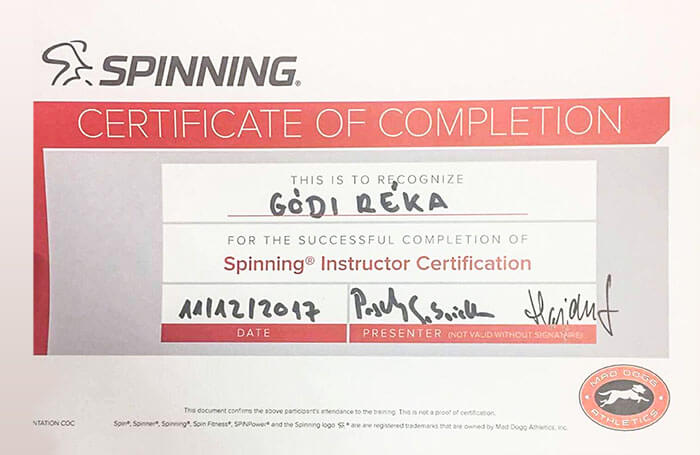 SPINNING®
CERTIFICATE OF COMPLETION
THIS IS TO RECOGNIZE
GÓDI RÉKA
FOR THE SUCCESSFUL COMPLETION OF
Spinning® Instructor Certification
11/12/2017
DATE
PRESENTER (NOT VALID WITHOUT SIGNATURE)
MAD DOGG
ATHLETICS
This document confirms the above participant's attendance to the training. This is not a proof of certification.
NTATION COC
Spin®, Spinner®, Spinning®, Spin Fitness®, SPINPower® and the Spinning logo ® are are registered trademarks that are owned by Mad Dogg Athletics, Inc.